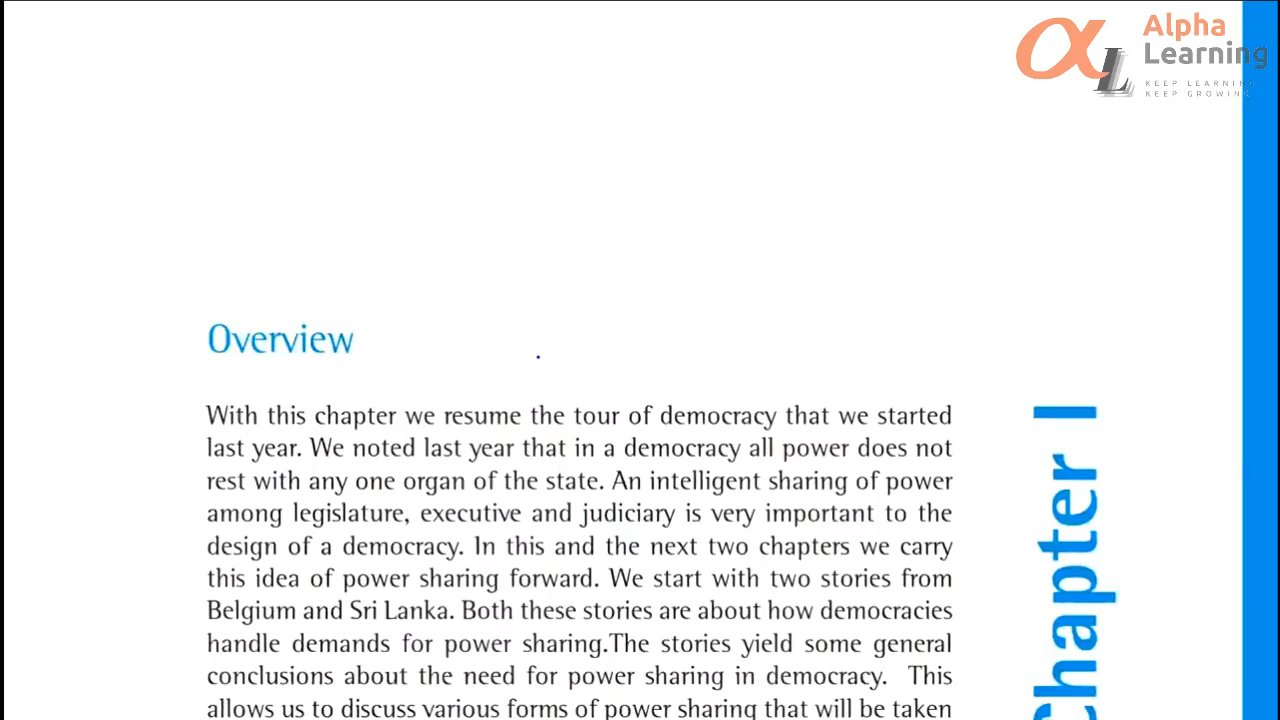 Alpha
Learning
KEEP LEARNING
KEEP GROWING
Overview
With this chapter we resume the tour of democracy that we started
last year. We noted last year that in a democracy all power does not
rest with any one organ of the state. An intelligent sharing of power
among legislature, executive and judiciary is very important to the
design of a democracy. In this and the next two chapters we carry
this idea of power sharing forward. We start with two stories from
Belgium and Sri Lanka. Both these stories are about how democracies
handle demands for power sharing.The stories yield some general
conclusions about the need for power sharing in democracy. This
allows us to discuss various forms of power sharing that will be taken
Chapter I